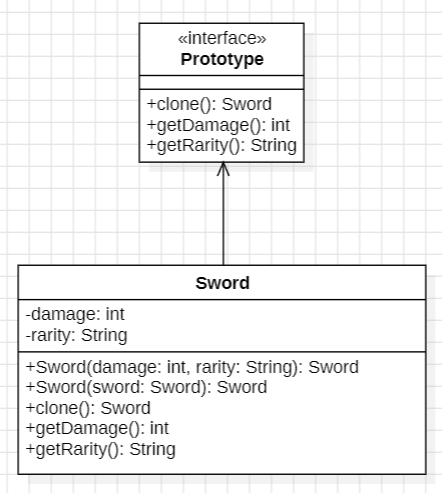 «interface»
Prototype
+clone(): Sword
+getDamage(): int
+getRarity(): String
Sword
-damage: int
-rarity: String
+Sword(damage: int, rarity: String): Sword
+Sword(sword: Sword): Sword
+clone(): Sword
+getDamage(): int
+getRarity(): String